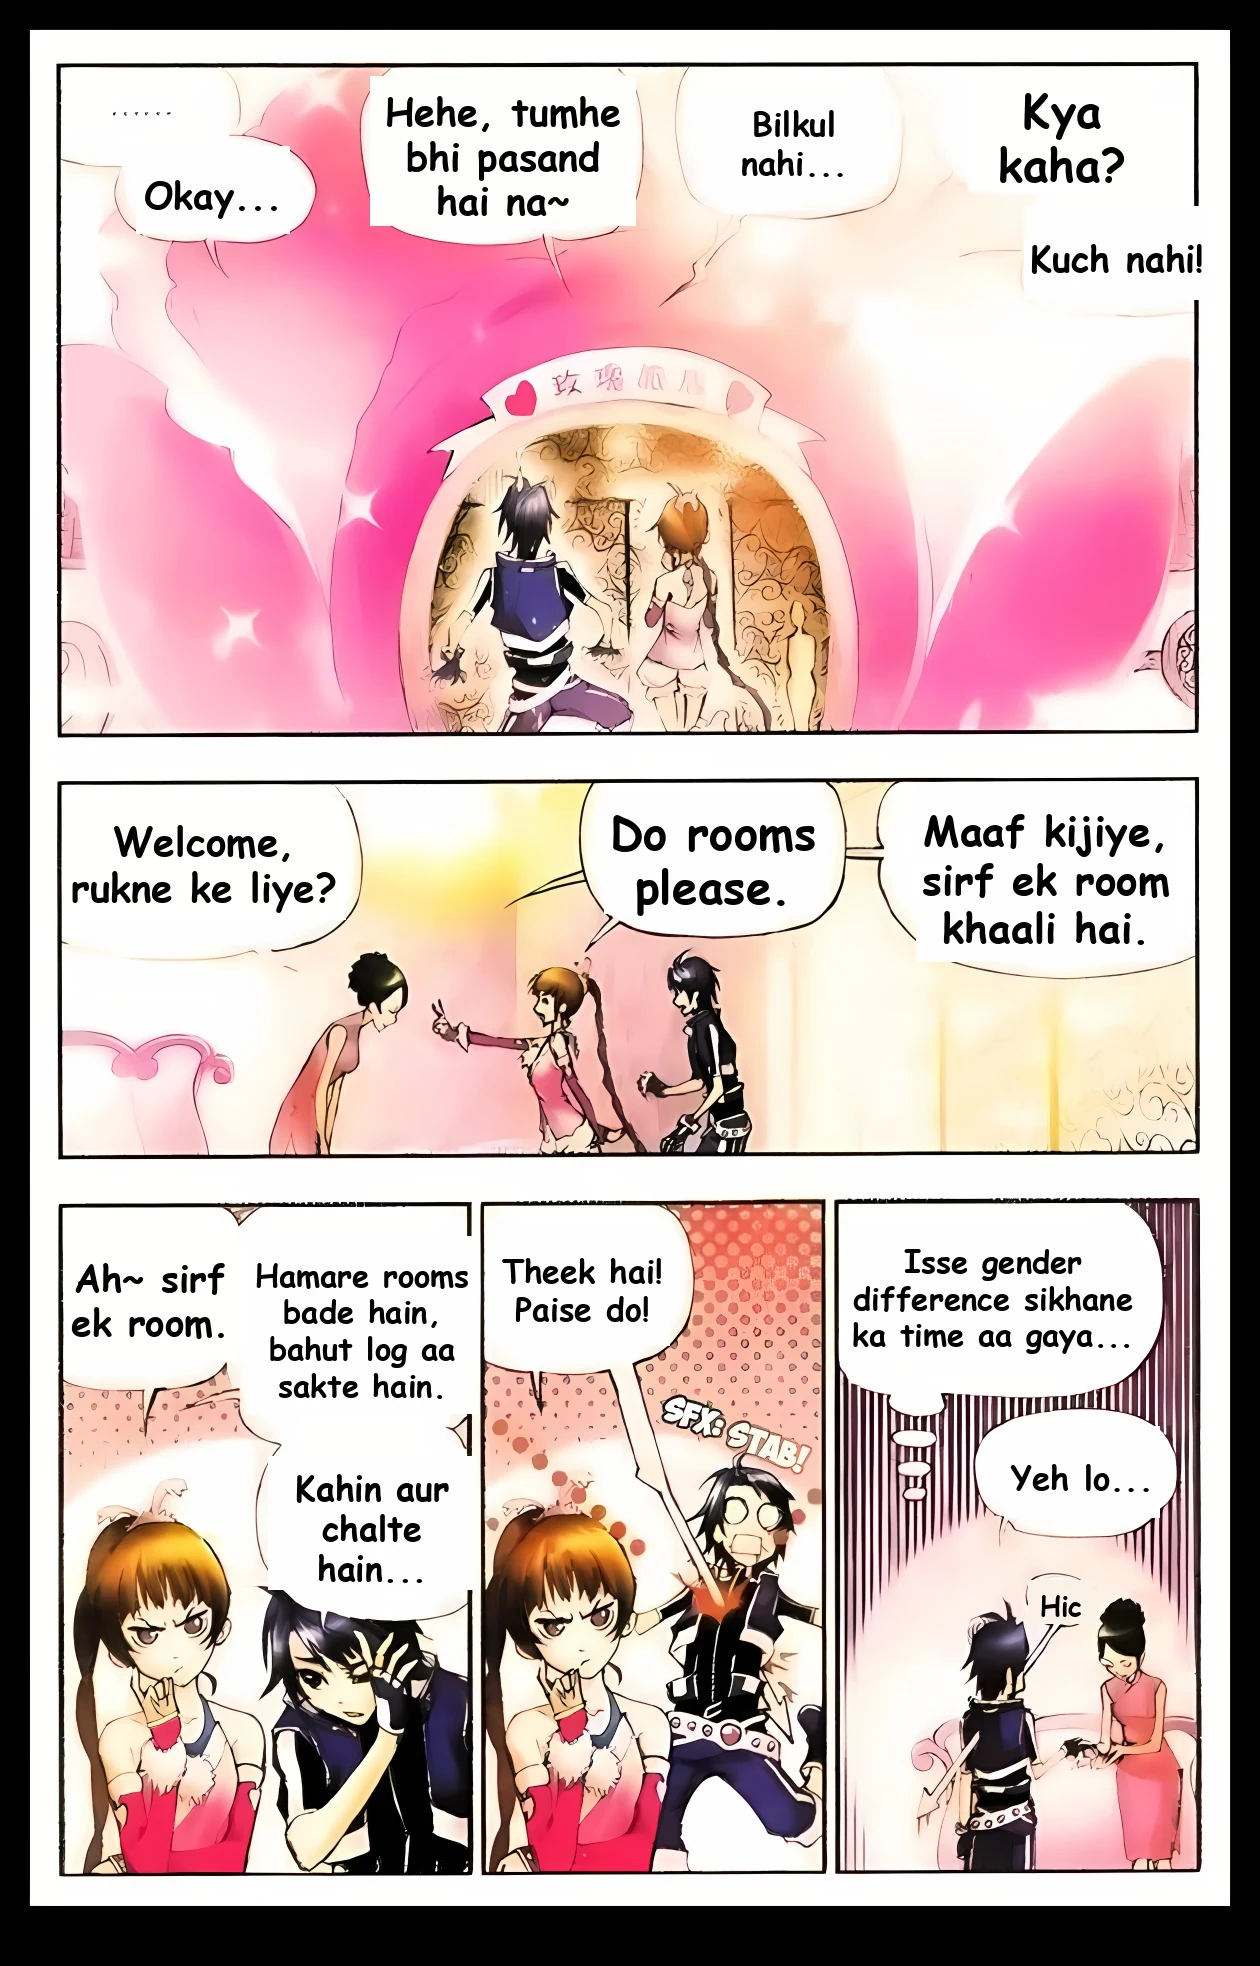 ......
Okay...
Hehe, tumhe
bhi pasand
hai na~
Bilkul
nahi...
Kya
kaha?
Kuch nahi!
玫瑰
Welcome,
rukne ke liye?
Do rooms
please.
Maaf kijiye,
sirf ek room
khaali hai.
Ah~ sirf
ek room.
Hamare rooms
bade hain,
bahut log aa
sakte hain.
Kahin aur
chalte
hain...
Theek hai!
Paise do!
SFX: STAB!
Isse gender
difference sikhane
ka time aa gaya...
Yeh lo...
Hic